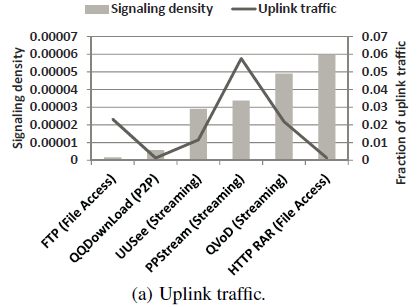 Signaling density Uplink traffic
0.00007 0.07
0.00006 0.06
0.00005 0.05
0.00004 0.04
0.00003 0.03
0.00002 0.02
0.00001 0.01
0 0
Signaling density
Fraction of uplink traffic
FTP (File Access)
QQDownLoad (P2P)
UUSee (Streaming)
PPStream (Streaming)
QVoD (Streaming)
HTTP RAR (File Access)
(a) Uplink traffic.